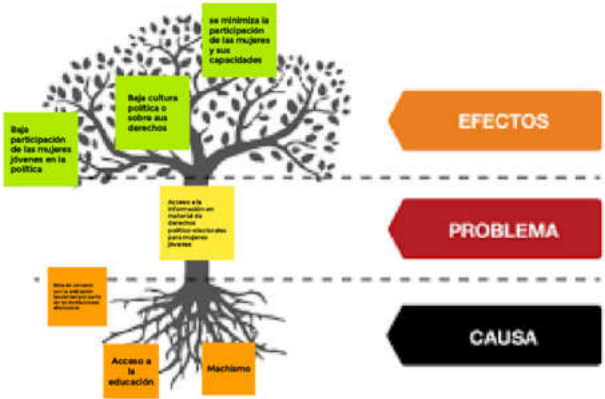 se minimiza la
participación
de las mujeres
y sus
capacidades
Baja cultura
política o
sobre sus
derechos
Baja
participación
de las mujeres
jóvenes en la
política
EFECTOS
Acceso a la
información en
material de
derechos
político-electorales
para mujeres
jóvenes
PROBLEMA
Acceso a
la
educación
Machismo
CAUSA